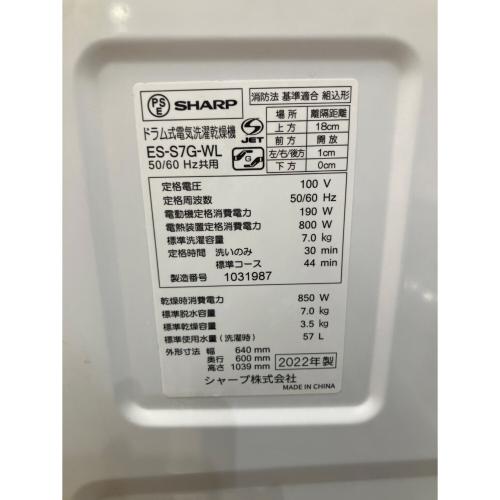 PSE SHARP
ドラム式電気洗濯乾燥機
ES-S7G-WL
50/60 Hz共用
JET
G
消防法 基準適合 組込形
場所 離隔距離
上方 18cm
前方 開放
左/右/後方 1cm
下方 0cm
定格電圧 100 V
定格周波数 50/60 Hz
電動機定格消費電力 190 W
電熱装置定格消費電力 800 W
標準洗濯容量 7.0 kg
定格時間 洗いのみ 30 min
標準コース 44 min
製造番号 1031987
乾燥時消費電力 850 W
標準脱水容量 7.0 kg
標準乾燥容量 3.5 kg
標準使用水量（洗濯時） 57 L
外形寸法 幅 640 mm
奥行 600 mm
高さ 1039 mm
2022年製
シャープ株式会社
MADE IN CHINA